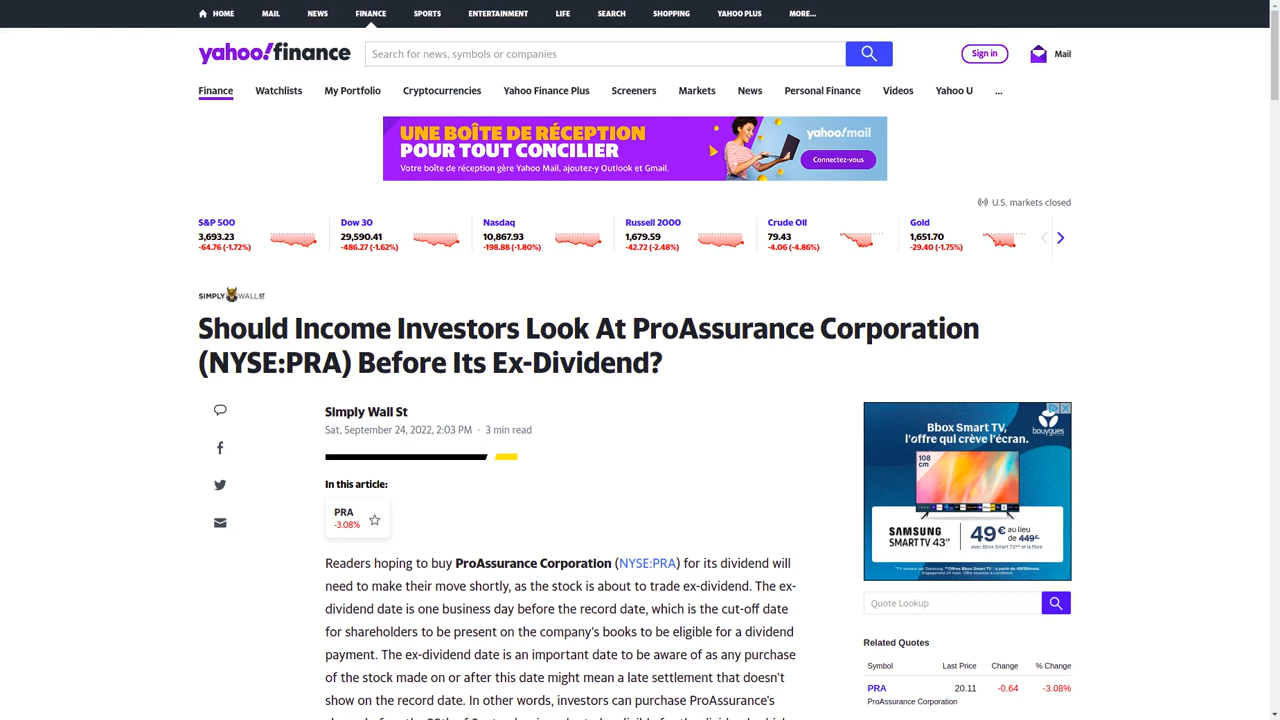 HOME MAIL NEWS FINANCE SPORTS ENTERTAINMENT LIFE SEARCH SHOPPING YAHOO PLUS MORE...
yahoo!finance
Search for news, symbols or companies
Sign in
Mail
Finance Watchlists My Portfolio Cryptocurrencies Yahoo Finance Plus Screeners Markets News Personal Finance Videos Yahoo U ...
UNE BOÎTE DE RÉCEPTION
POUR TOUT CONCILIER
Votre boîte de réception gère Yahoo Mail, ajoutez-y Outlook et Gmail.
yahoo!mail
Connectez-vous
U.S. markets closed
S&P 500
3,693.23
-64.76 (-1.72%)
Dow 30
29,590.41
-486.27 (-1.62%)
Nasdaq
10,867.93
-198.88 (-1.80%)
Russell 2000
1,679.59
-42.72 (-2.48%)
Crude Oil
79.43
-4.06 (-4.86%)
Gold
1,651.70
-29.40 (-1.75%)
SIMPLY WALL ST
Should Income Investors Look At ProAssurance Corporation
(NYSE:PRA) Before Its Ex-Dividend?
Simply Wall St
Sat, September 24, 2022, 2:03 PM · 3 min read
In this article:
PRA
-3.08%
Readers hoping to buy ProAssurance Corporation (NYSE:PRA) for its dividend will
need to make their move shortly, as the stock is about to trade ex-dividend. The ex-
dividend date is one business day before the record date, which is the cut-off date
for shareholders to be present on the company's books to be eligible for a dividend
payment. The ex-dividend date is an important date to be aware of as any purchase
of the stock made on or after this date might mean a late settlement that doesn't
show on the record date. In other words, investors can purchase ProAssurance's
Bbox Smart TV,
l'offre qui crève l'écran.
bouygues
108
cm
SAMSUNG
SMART TV 43"
49€ au lieu
de 449€
avec Bbox Smart TV** et la fibre
Quote Lookup
Related Quotes
Symbol Last Price Change % Change
PRA 20.11 -0.64 -3.08%
ProAssurance Corporation